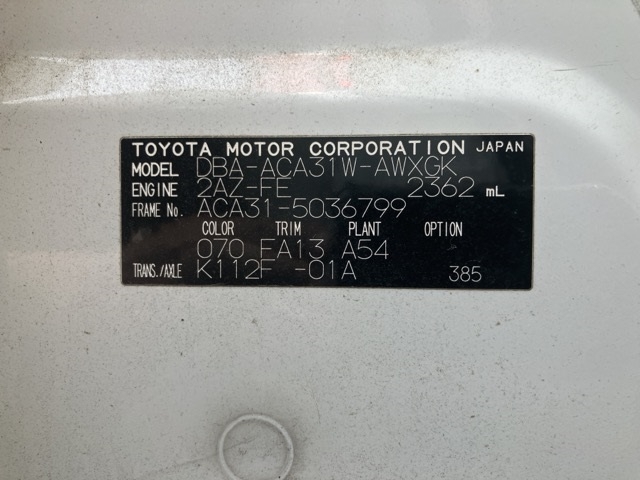 TOYOTA MOTOR CORPORATION JAPAN
MODEL DBA-ACA31W-AWXGK
ENGINE 2AZ-FE 2362 mL
FRAME No. ACA31-5036799
COLOR TRIM PLANT OPTION
070 FA13 A54
TRANS./AXLE K112F -01A 385